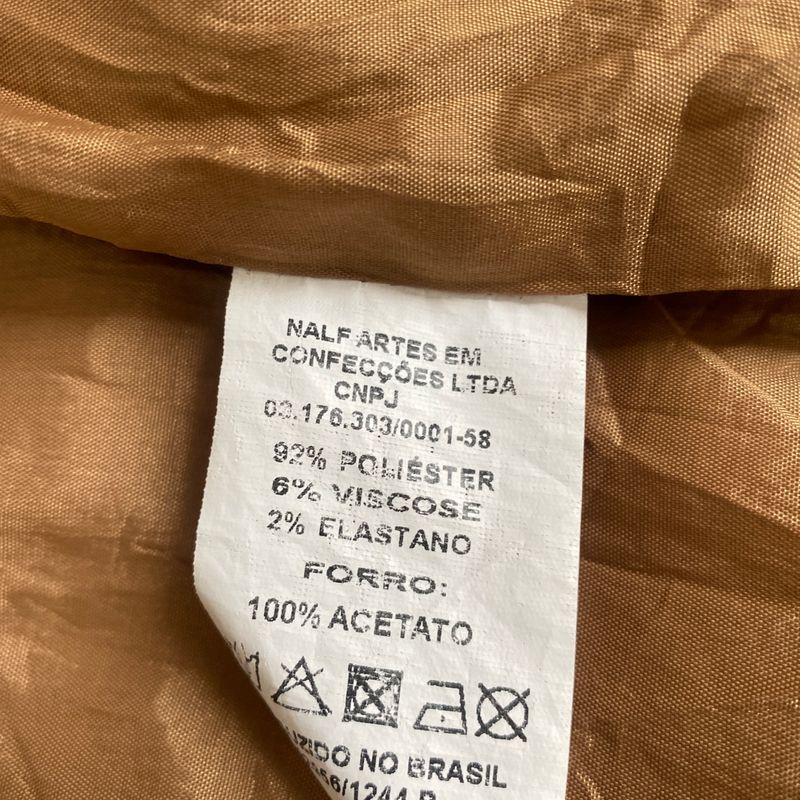 NALF ARTES EM
CONFECÇÕES LTDA
CNPJ
03.176.303/0001-58
92% POLIÉSTER
6% VISCOSE
2% ELASTANO
FORRO:
100% ACETATO
NO BRASIL